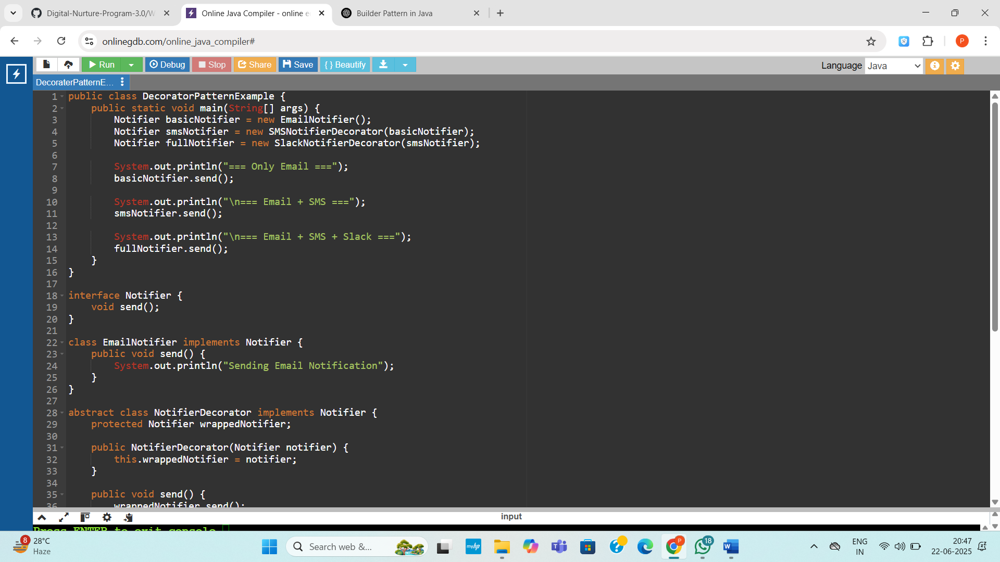 Digital-Nurture-Program-3.0/W
Online Java Compiler - online e
Builder Pattern in Java
onlinegdb.com/online_java_compiler#
P
Run
Debug
Stop
Share
Save
{ } Beautify
Language
Java
DecoraterPatternE...
1 public class DecoratorPatternExample {
2 public static void main(String[] args) {
3 Notifier basicNotifier = new EmailNotifier();
4 Notifier smsNotifier = new SMSNotifierDecorator(basicNotifier);
5 Notifier fullNotifier = new SlackNotifierDecorator(smsNotifier);
6
7 System.out.println("=== Only Email ===");
8 basicNotifier.send();
9
10 System.out.println("\n=== Email + SMS ===");
11 smsNotifier.send();
12
13 System.out.println("\n=== Email + SMS + Slack ===");
14 fullNotifier.send();
15 }
16 }
17
18 interface Notifier {
19 void send();
20 }
21
22 class EmailNotifier implements Notifier {
23 public void send() {
24 System.out.println("Sending Email Notification");
25 }
26 }
27
28 abstract class NotifierDecorator implements Notifier {
29 protected Notifier wrappedNotifier;
30
31 public NotifierDecorator(Notifier notifier) {
32 this.wrappedNotifier = notifier;
33 }
34
35 public void send() {
36 wrappedNotifier.send();
input
Press ENTER to exit console.
8
28°C
Haze
Search web &...
myhp
P
18
W
ENG
IN
20:47
22-06-2025